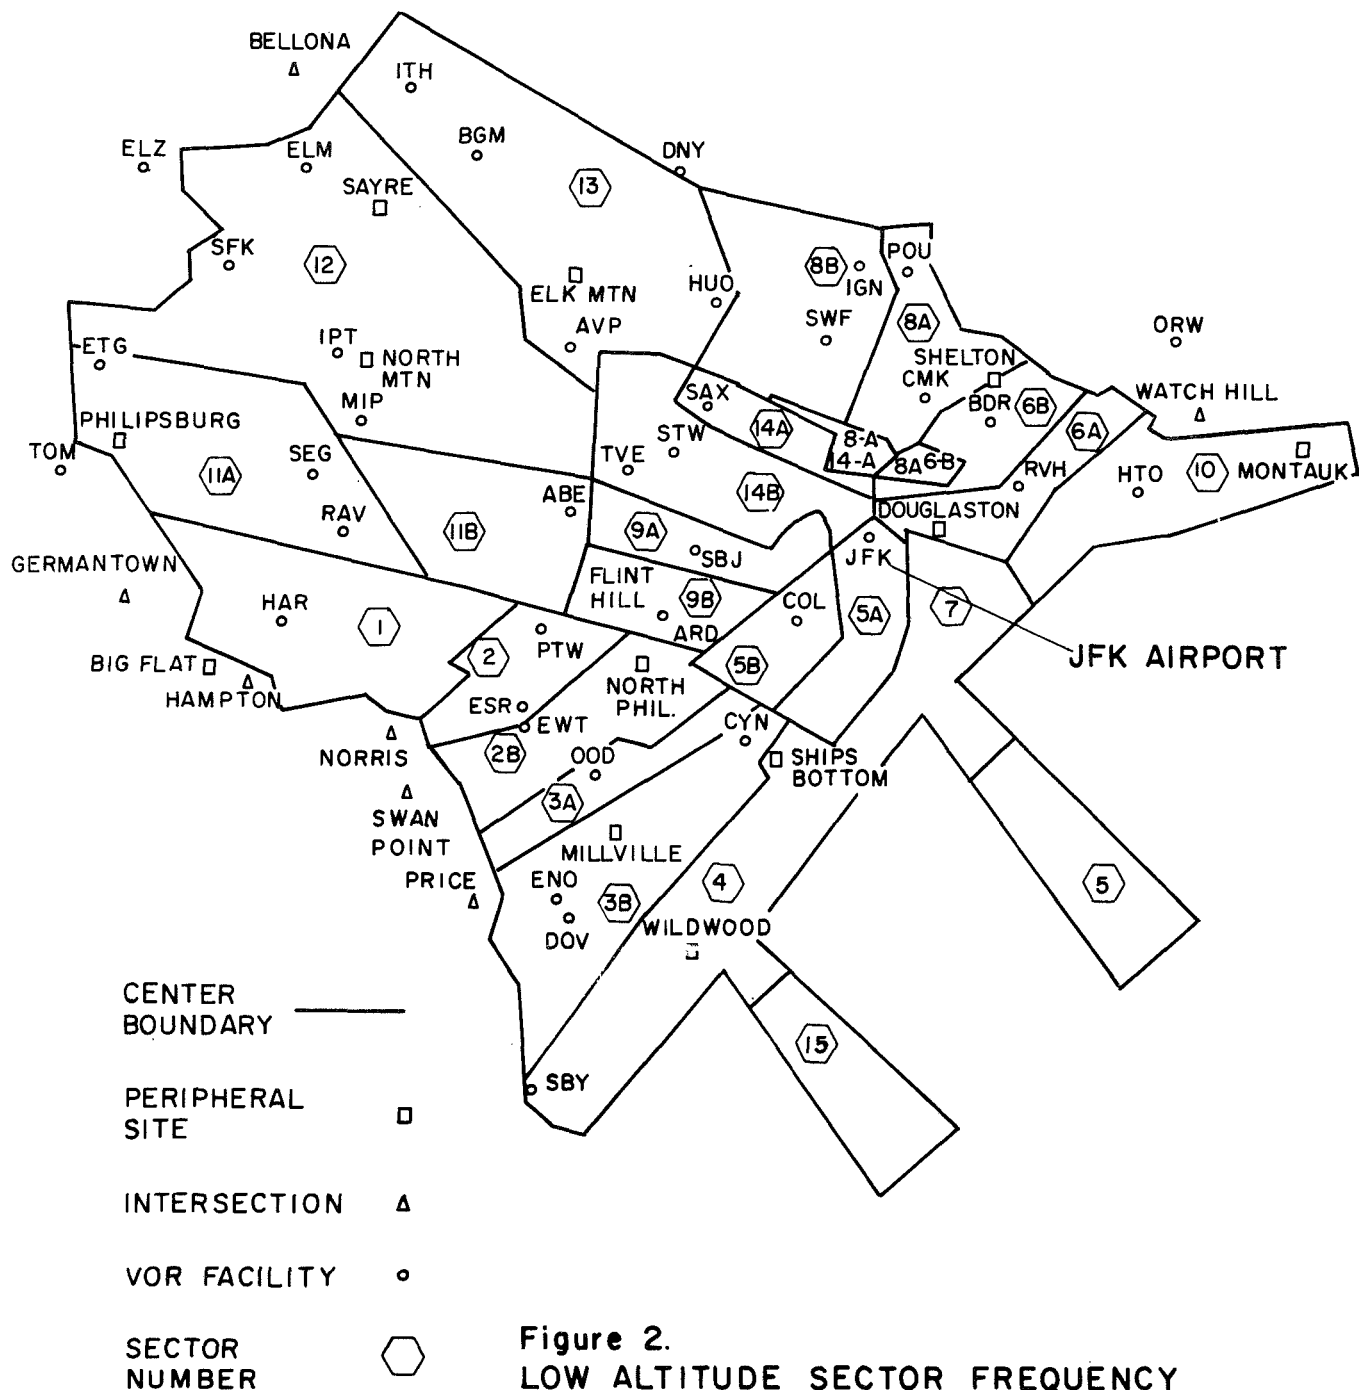 BELLONA
ITH
ELZ
ELM
BGM
DNY
SAYRE
13
SFK
12
8B
IGN
POU
ELK MTN
HUO
AVP
SWF
8A
ORW
ETG
IPT
NORTH
MTN
SHELTON
CMK
WATCH HILL
MIP
SAX
BDR
6B
PHILIPSBURG
STW
14A
8-A
14-A
8A
6-B
6A
TOM
11A
SEG
TVE
14B
RVH
HTO
10
MONTAUK
RAV
11B
ABE
9A
SBJ
DOUGLASTON
JFK
GERMANTOWN
FLINT
HILL
9B
ARD
COL
5A
7
HAR
1
2
PTW
5B
JFK AIRPORT
BIG FLAT
HAMPTON
NORTH
PHIL.
ESR
EWT
CYN
NORRIS
2B
OOD
SHIPS
BOTTOM
SWAN
POINT
3A
MILLVILLE
PRICE
ENO
DOV
3B
4
5
WILDWOOD
15
SBY
CENTER
BOUNDARY
PERIPHERAL
SITE
INTERSECTION
VOR FACILITY
SECTOR
NUMBER
Figure 2.
LOW ALTITUDE SECTOR FREQUENCY